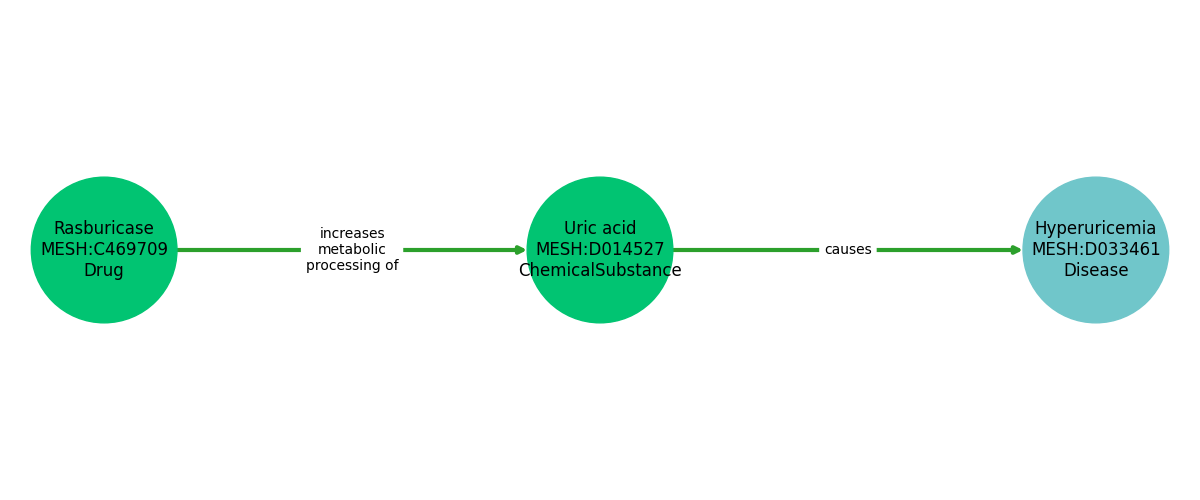 Rasburicase
MESH:C469709
Drug
increases
metabolic
processing of
Uric acid
MESH:D014527
ChemicalSubstance
causes
Hyperuricemia
MESH:D033461
Disease